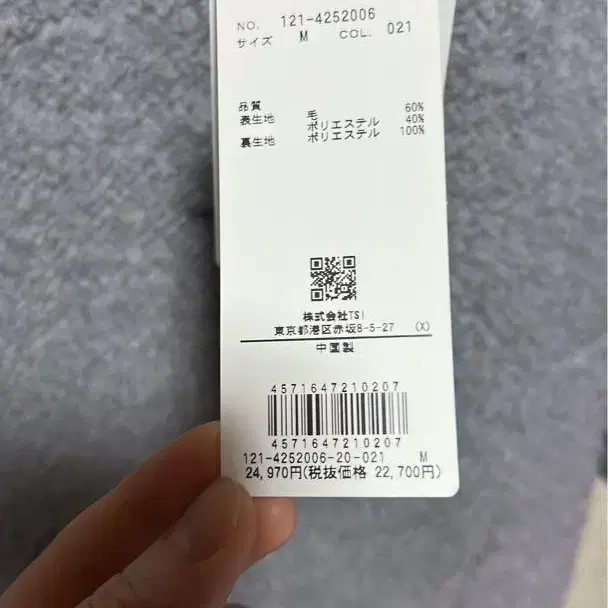 NO. 121-4252006
サイズ M COL. 021
品質
表生地 毛 60%
ポリエステル 40%
裏生地 ポリエステル 100%
株式会社TSI
東京都港区赤坂8-5-27 (X)
中国製
4571647210207
4571647210207
121-4252006-20-021 M
24,970円(税抜価格 22,700円)